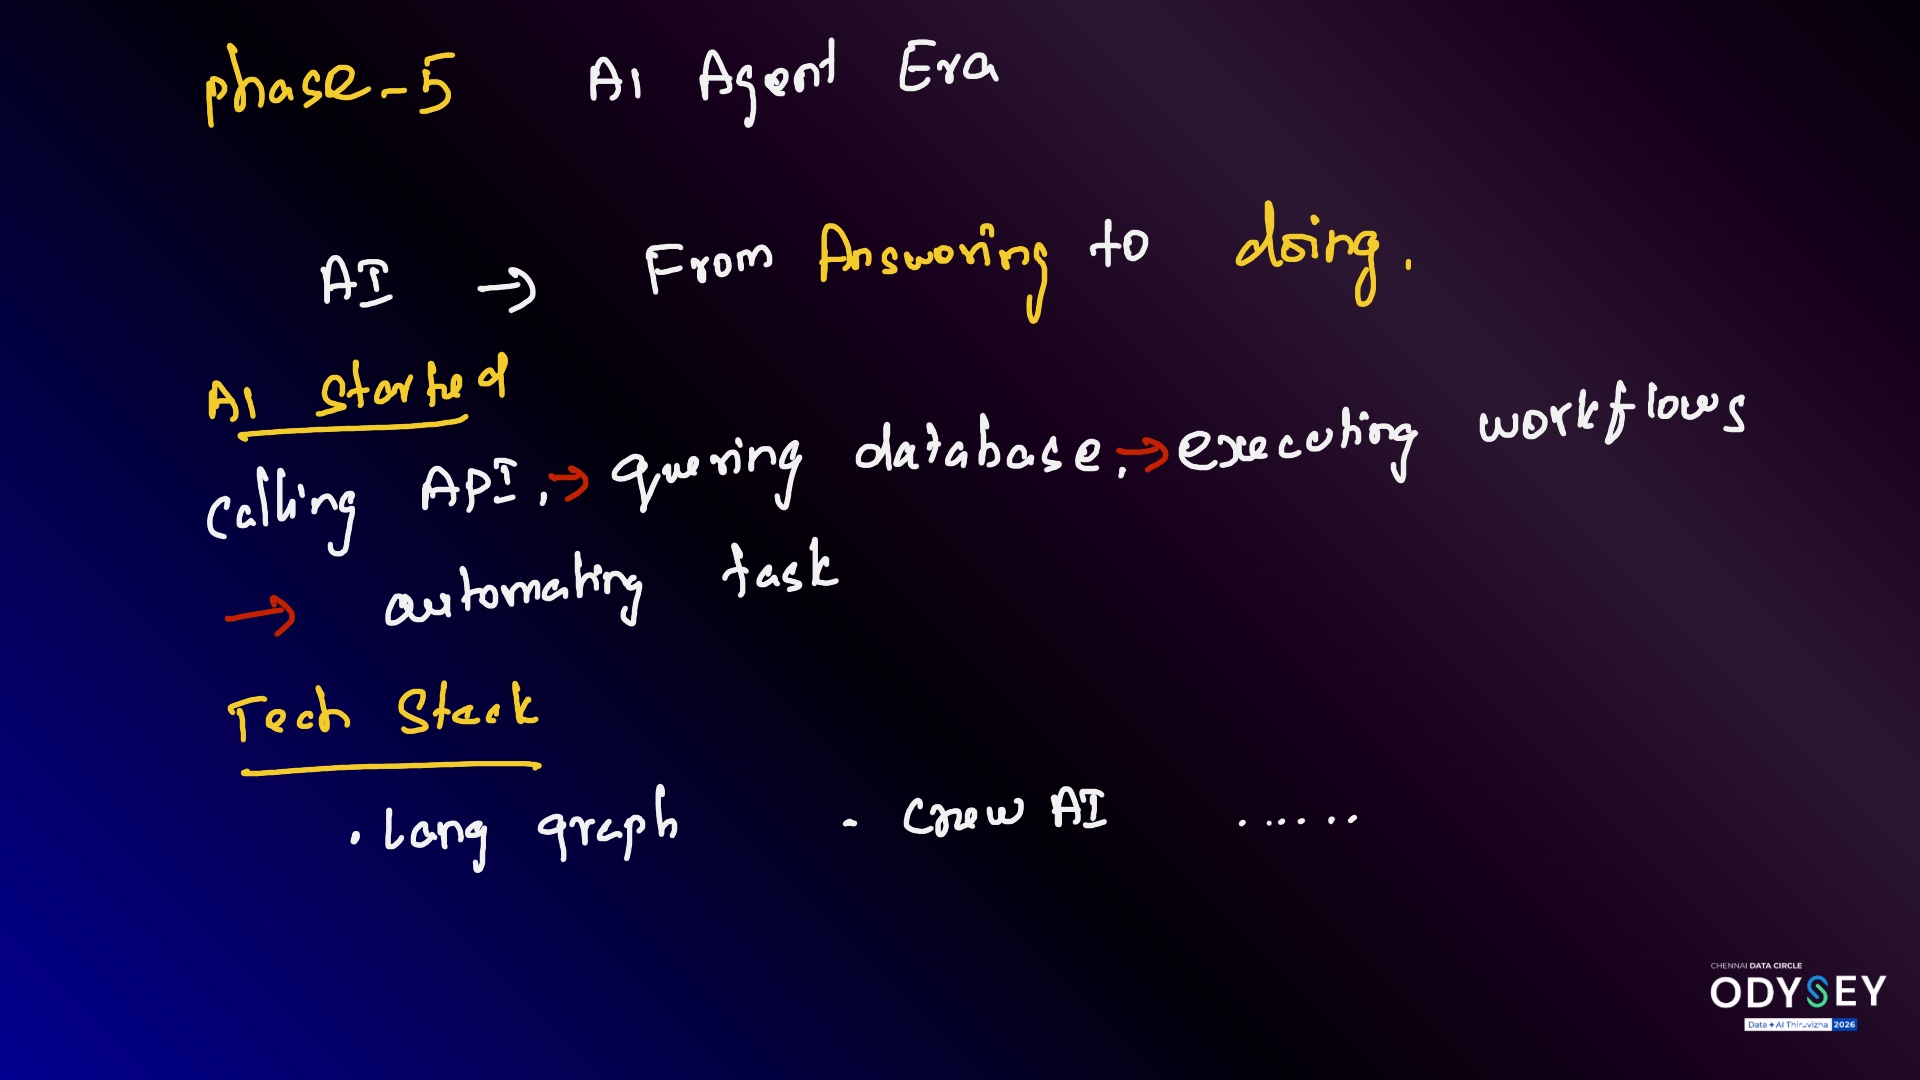 phase-5 AI Agent Era
AI → From Answering to doing.
AI started
calling API, → quering database, → executing workflows
→ automating task
Tech Stack
. Lang graph - Crew AI ......
CHENNAI DATA CIRCLE
ODYSSEY
Data + AI Thiruvizha 2026